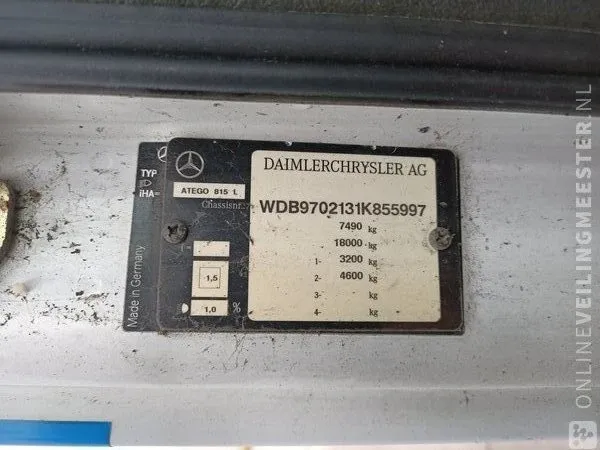 DAIMLERCHRYSLER AG
TYP
ATEGO 815 L
iHA=
Chassisnr.
WDB9702131K855997
7490 kg
18000 kg
1- 3200 kg
2- 4600 kg
3- kg
4- kg
1,5
1,0 %
Made in Germany
ONLINEVEILINGMEESTER.NL